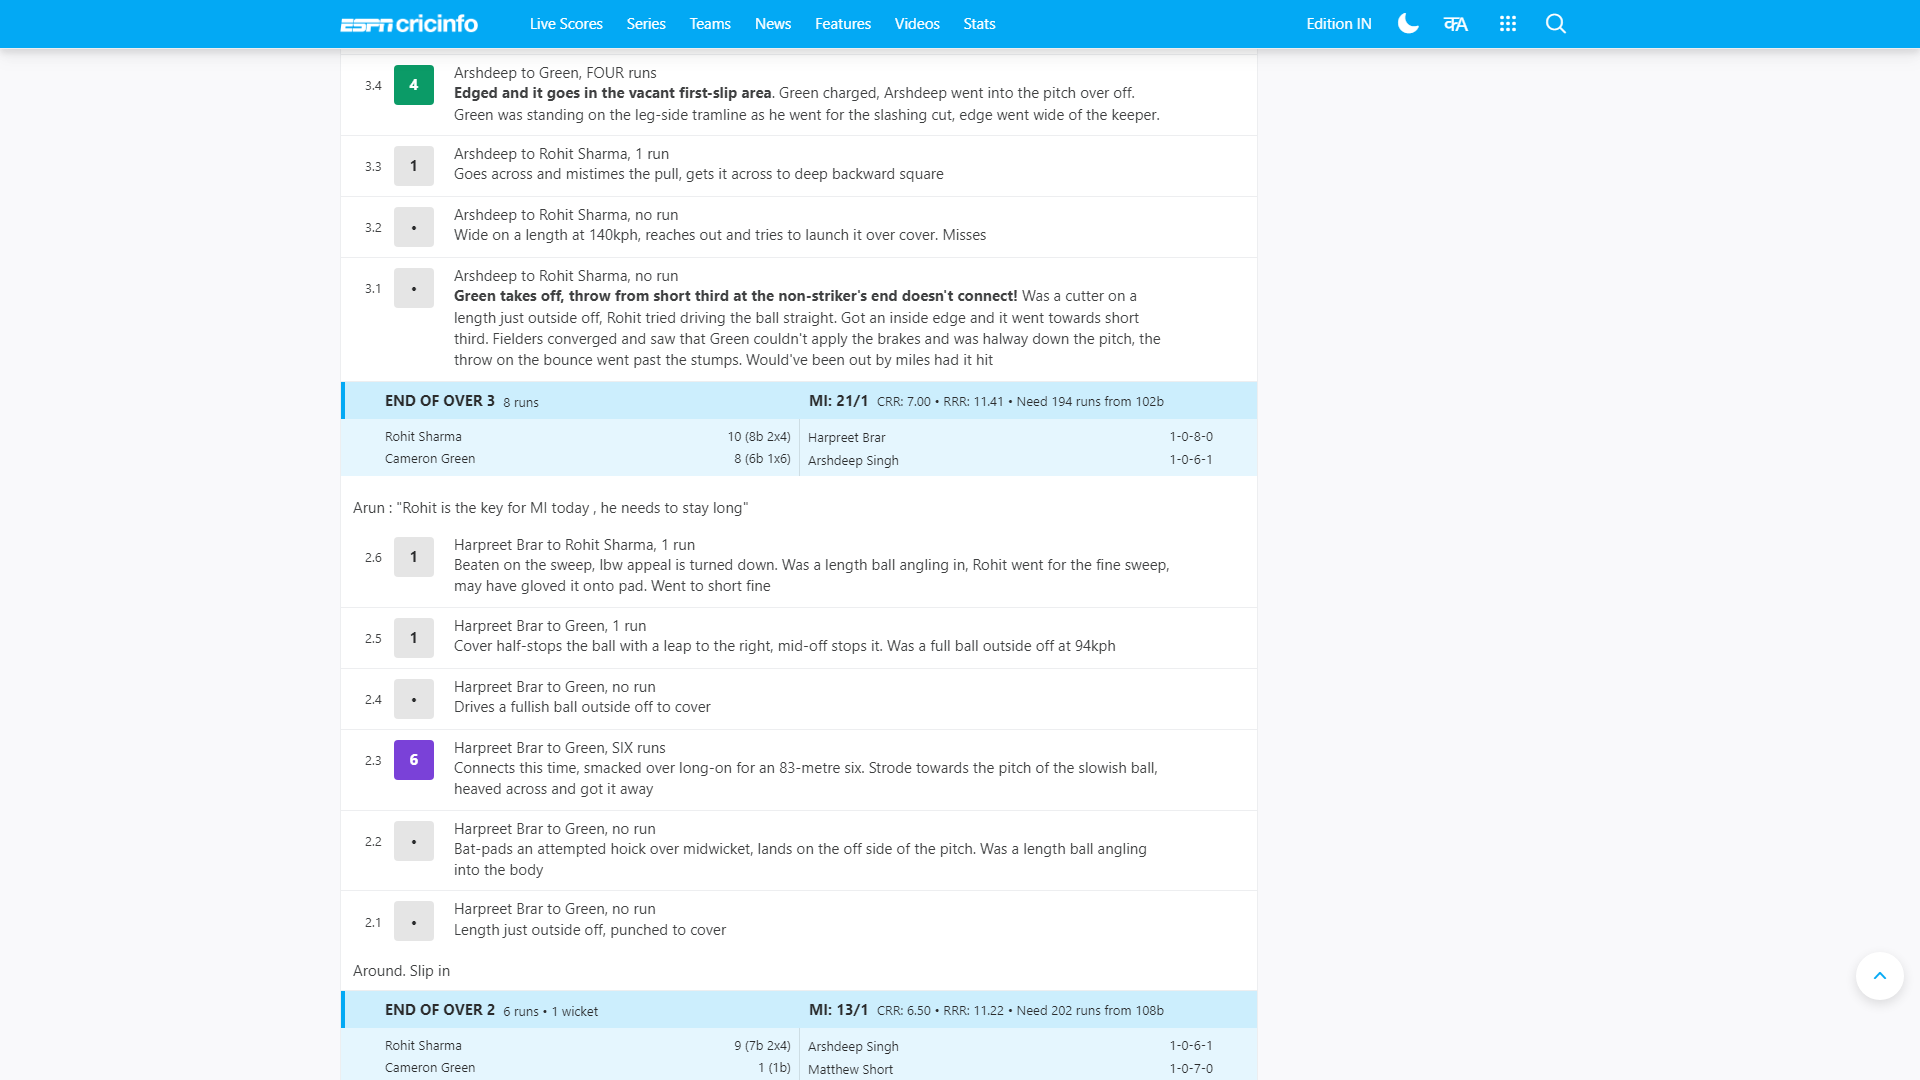 ESPN cricinfo
Live Scores Series Teams News Features Videos Stats
Edition IN क/A
3.4 4 Arshdeep to Green, FOUR runs
Edged and it goes in the vacant first-slip area. Green charged, Arshdeep went into the pitch over off.
Green was standing on the leg-side tramline as he went for the slashing cut, edge went wide of the keeper.
3.3 1 Arshdeep to Rohit Sharma, 1 run
Goes across and mistimes the pull, gets it across to deep backward square
3.2 • Arshdeep to Rohit Sharma, no run
Wide on a length at 140kph, reaches out and tries to launch it over cover. Misses
3.1 • Arshdeep to Rohit Sharma, no run
Green takes off, throw from short third at the non-striker's end doesn't connect! Was a cutter on a
length just outside off, Rohit tried driving the ball straight. Got an inside edge and it went towards short
third. Fielders converged and saw that Green couldn't apply the brakes and was halway down the pitch, the
throw on the bounce went past the stumps. Would've been out by miles had it hit
END OF OVER 3 8 runs MI: 21/1 CRR: 7.00 • RRR: 11.41 • Need 194 runs from 102b
Rohit Sharma 10 (8b 2x4) Harpreet Brar 1-0-8-0
Cameron Green 8 (6b 1x6) Arshdeep Singh 1-0-6-1
Arun : "Rohit is the key for MI today , he needs to stay long"
2.6 1 Harpreet Brar to Rohit Sharma, 1 run
Beaten on the sweep, lbw appeal is turned down. Was a length ball angling in, Rohit went for the fine sweep,
may have gloved it onto pad. Went to short fine
2.5 1 Harpreet Brar to Green, 1 run
Cover half-stops the ball with a leap to the right, mid-off stops it. Was a full ball outside off at 94kph
2.4 • Harpreet Brar to Green, no run
Drives a fullish ball outside off to cover
2.3 6 Harpreet Brar to Green, SIX runs
Connects this time, smacked over long-on for an 83-metre six. Strode towards the pitch of the slowish ball,
heaved across and got it away
2.2 • Harpreet Brar to Green, no run
Bat-pads an attempted hoick over midwicket, lands on the off side of the pitch. Was a length ball angling
into the body
2.1 • Harpreet Brar to Green, no run
Length just outside off, punched to cover
Around. Slip in
END OF OVER 2 6 runs • 1 wicket MI: 13/1 CRR: 6.50 • RRR: 11.22 • Need 202 runs from 108b
Rohit Sharma 9 (7b 2x4) Arshdeep Singh 1-0-6-1
Cameron Green 1 (1b) Matthew Short 1-0-7-0